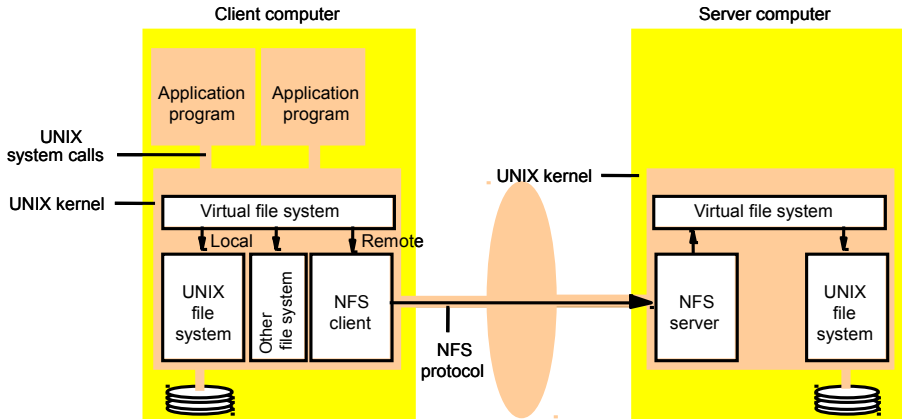 Client computer
Server computer
Application
program
Application
program
UNIX
system calls
UNIX kernel
UNIX kernel
Virtual file system
Virtual file system
Local
Remote
UNIX
file
system
Other
file system
NFS
client
NFS
protocol
NFS
server
UNIX
file
system